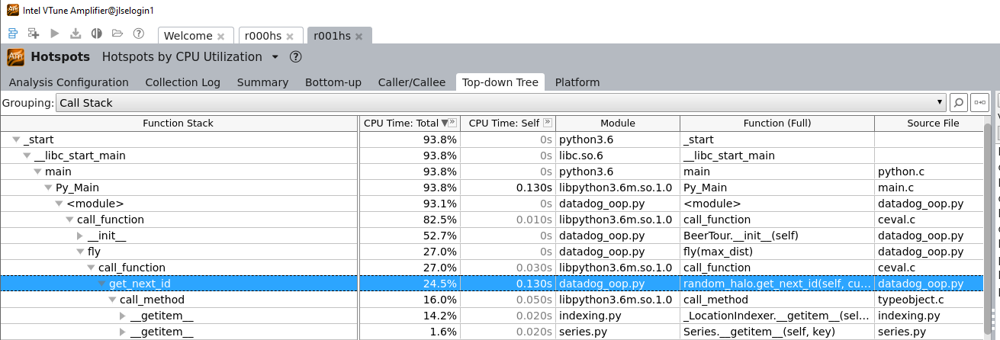 Intel VTune Amplifier@jlselogin1
Welcome r000hs r001hs
Hotspots Hotspots by CPU Utilization
Analysis Configuration Collection Log Summary Bottom-up Caller/Callee Top-down Tree Platform
Grouping: Call Stack
Function Stack CPU Time: Total CPU Time: Self Module Function (Full) Source File
_start 93.8% 0s python3.6 _start
__libc_start_main 93.8% 0s libc.so.6 __libc_start_main
main 93.8% 0s python3.6 main python.c
Py_Main 93.8% 0.130s libpython3.6m.so.1.0 Py_Main main.c
<module> 93.1% 0s datadog_oop.py <module> datadog_oop.py
call_function 82.5% 0.010s libpython3.6m.so.1.0 call_function ceval.c
__init__ 52.7% 0s datadog_oop.py BeerTour.__init__(self) datadog_oop.py
fly 27.0% 0s datadog_oop.py fly(max_dist) datadog_oop.py
call_function 27.0% 0.030s libpython3.6m.so.1.0 call_function ceval.c
get_next_id 24.5% 0.130s datadog_oop.py random_halo.get_next_id(self, cu... datadog_oop.py
call_method 16.0% 0.050s libpython3.6m.so.1.0 call_method typeobject.c
__getitem__ 14.2% 0.020s indexing.py _LocationIndexer.__getitem__(sel... indexing.py
__getitem__ 1.6% 0.020s series.py Series.__getitem__(self, key) series.py